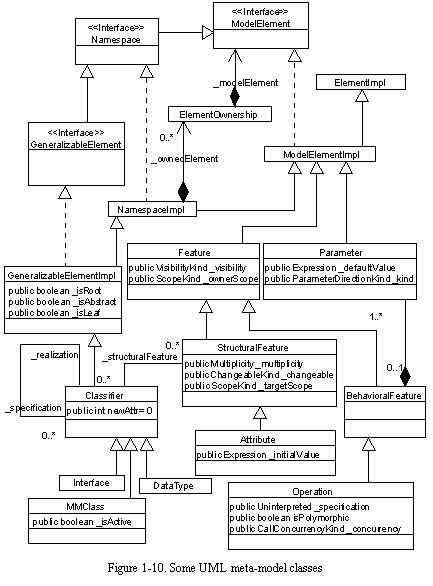 <<Interface>>
ModelElement
<<Interface>>
Namespace
_modelElement
ElementImpl
ElementOwnership
<<Interface>>
GeneralizableElement
0..*
_ownedElement
ModelElementImpl
NamespaceImpl
Feature
public VisibilityKind _visibility
public ScopeKind _ownerScope
Parameter
public Expression _defaultValue
public ParameterDirectionKind _kind
GeneralizableElementImpl
public boolean _isRoot
public boolean _isAbstract
public boolean _isLeaf
1..*
0..*
_realization
_structuralFeature
StructuralFeature
public Multiplicity _multiplicity
public ChangeableKind _changeable
public ScopeKind _targetScope
0..1
0..*
Classifier
public int newAttr= 0
_specification
0..*
BehavioralFeature
Attribute
public Expression _initialValue
Interface
DataType
MMClass
public boolean _isActive
Operation
public Uninterpreted _specification
public boolean isPolymorphic
public CallConcurrencyKind _concurrency
Figure 1-10. Some UML meta-model classes